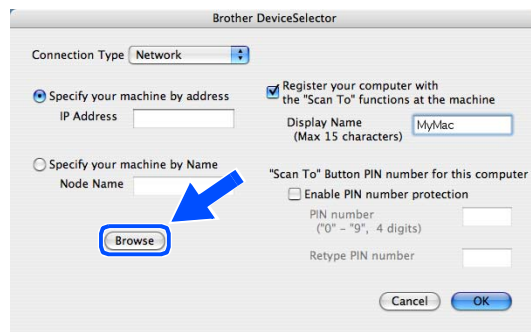 Brother DeviceSelector
Connection Type Network
Specify your machine by address
IP Address
Specify your machine by Name
Node Name
Browse
Register your computer with
the "Scan To" functions at the machine
Display Name MyMac
(Max 15 characters)
"Scan To" Button PIN number for this computer
Enable PIN number protection
PIN number
("0" - "9", 4 digits)
Retype PIN number
Cancel OK